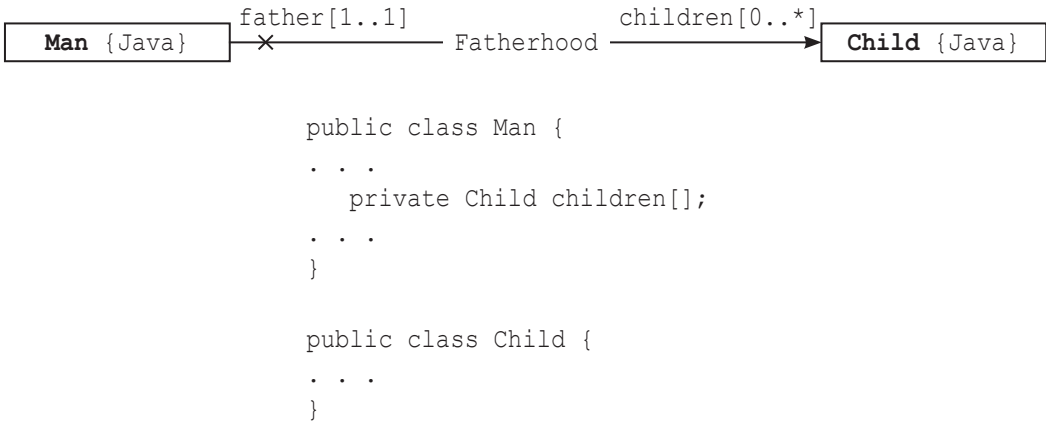 father[1..1] children[0..*]
Man {Java} Fatherhood Child {Java}
public class Man {
. . .
private Child children[];
. . .
}
public class Child {
. . .
}